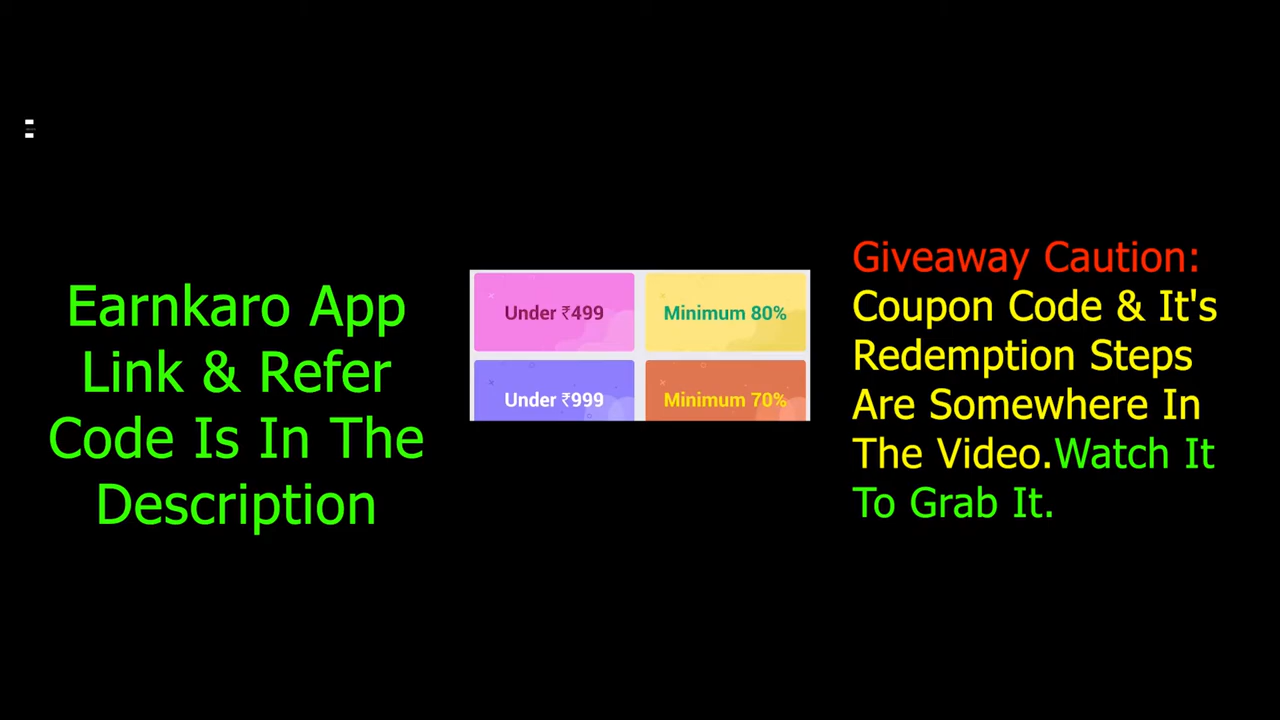 Earnkaro App
Link & Refer
Code Is In The
Description
Under ₹499
Minimum 80%
Under ₹999
Minimum 70%
Giveaway Caution:
Coupon Code & It's
Redemption Steps
Are Somewhere In
The Video.Watch It
To Grab It.